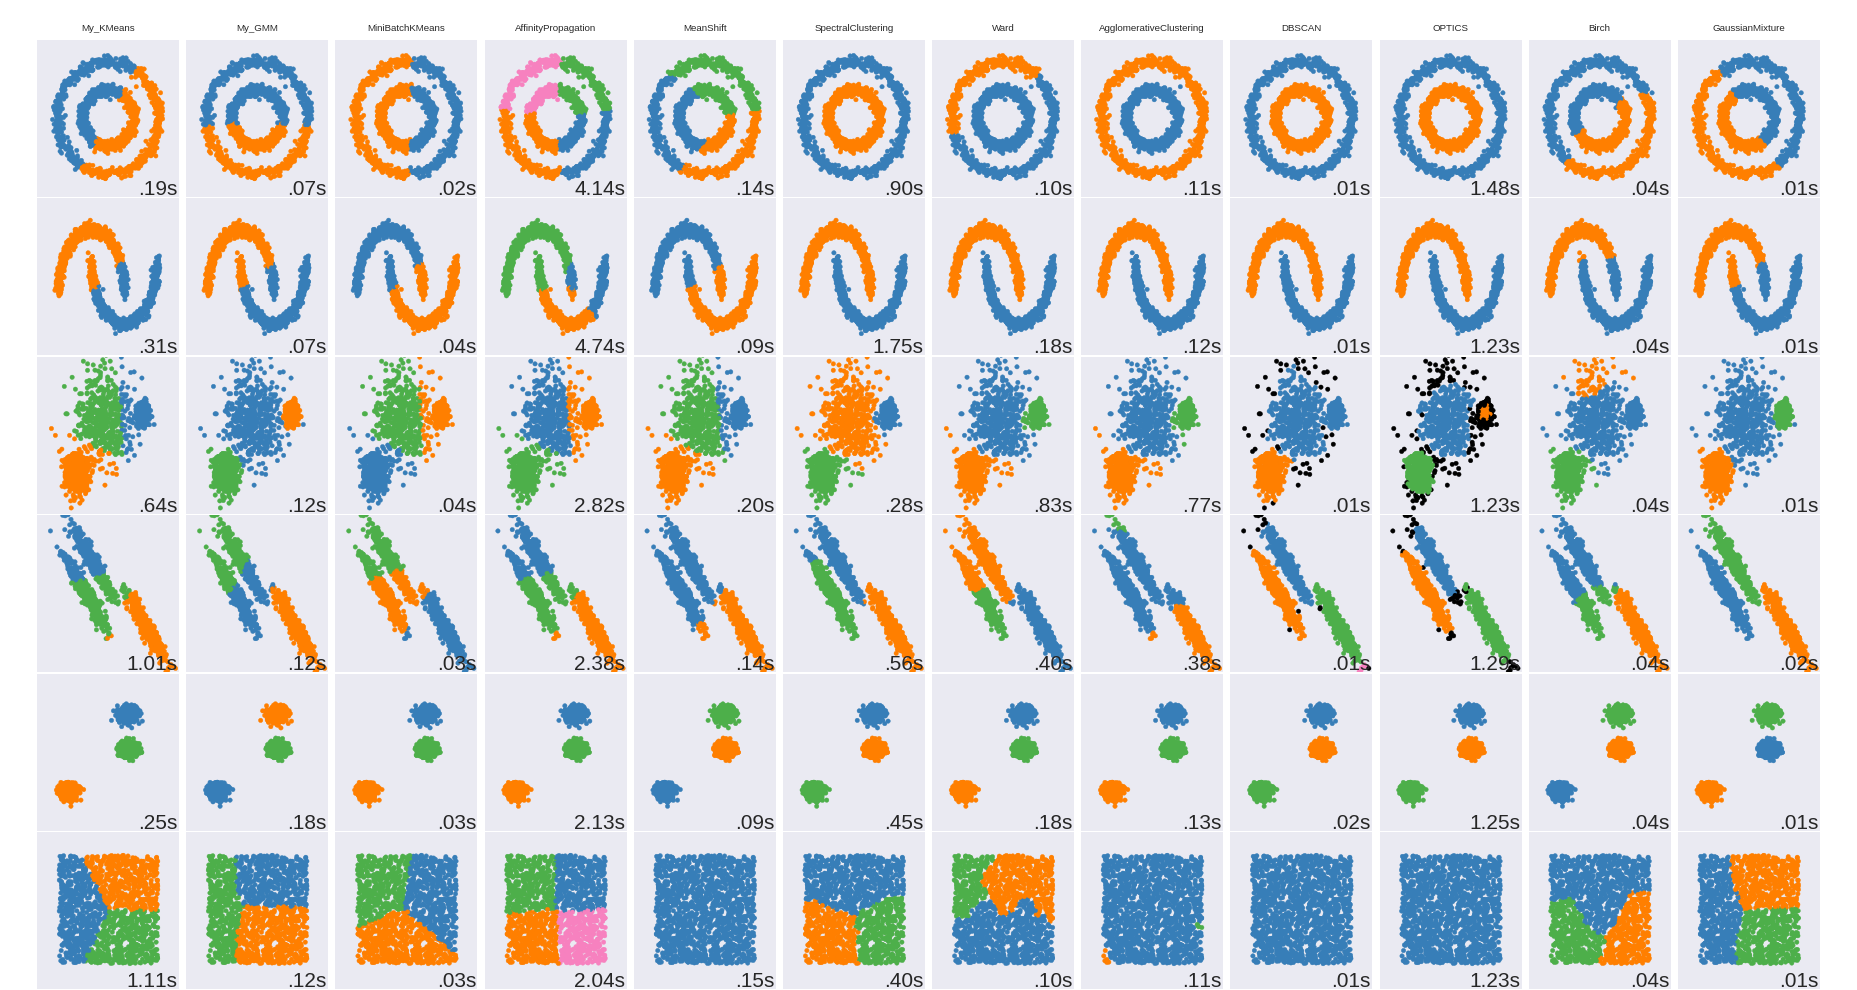 My_KMeans My_GMM MiniBatchKMeans AffinityPropagation MeanShift SpectralClustering Ward AgglomerativeClustering DBSCAN OPTICS Birch GaussianMixture
.19s .07s .02s 4.14s .14s .90s .10s .11s .01s 1.48s .04s .01s
.31s .07s .04s 4.74s .09s 1.75s .18s .12s .01s 1.23s .04s .01s
.64s .12s .04s 2.82s .20s .28s .83s .77s .01s 1.23s .04s .01s
1.01s .12s .03s 2.38s .14s .56s .40s .38s .01s 1.29s .04s .02s
.25s .18s .03s 2.13s .09s .45s .18s .13s .02s 1.25s .04s .01s
1.11s .12s .03s 2.04s .15s .40s .10s .11s .01s 1.23s .04s .01s